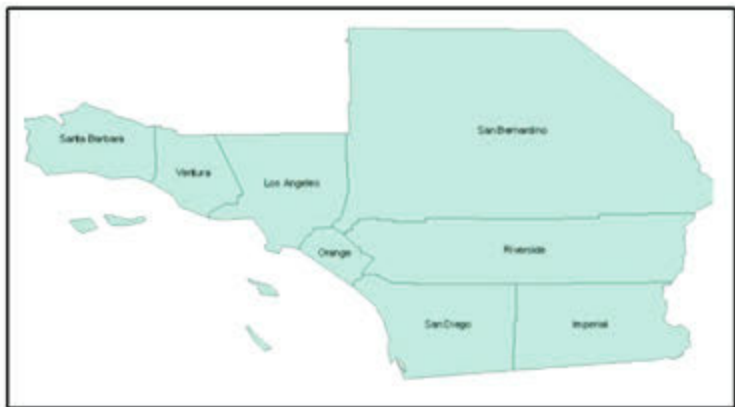 San Bernardino
Santa Barbara
Ventura
Los Angeles
Orange
Riverside
San Diego
Imperial